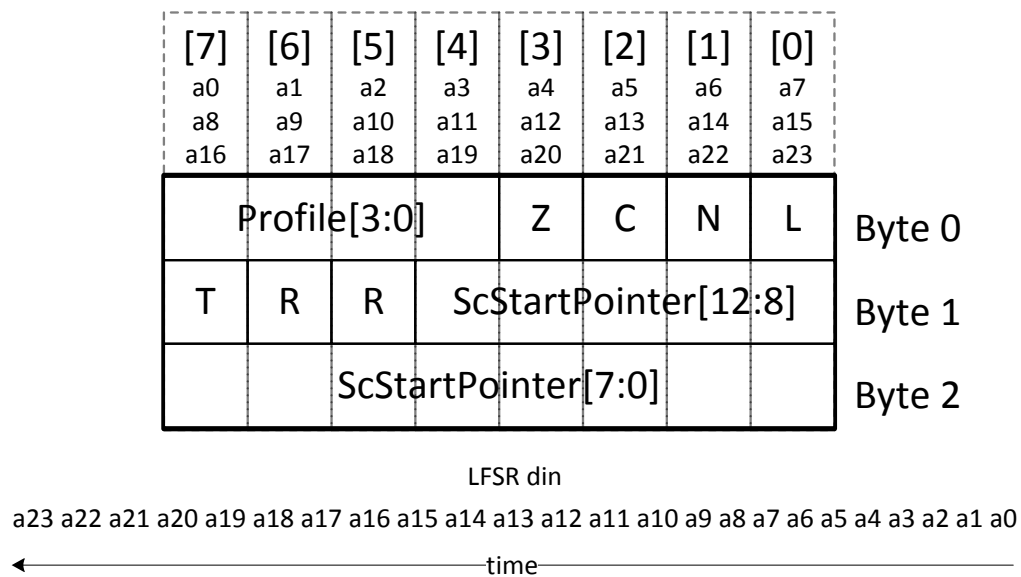 [7] [6] [5] [4] [3] [2] [1] [0]
a0 a1 a2 a3 a4 a5 a6 a7
a8 a9 a10 a11 a12 a13 a14 a15
a16 a17 a18 a19 a20 a21 a22 a23
Profile[3:0] Z C N L Byte 0
T R R ScStartPointer[12:8] Byte 1
ScStartPointer[7:0] Byte 2
LFSR din
a23 a22 a21 a20 a19 a18 a17 a16 a15 a14 a13 a12 a11 a10 a9 a8 a7 a6 a5 a4 a3 a2 a1 a0
time